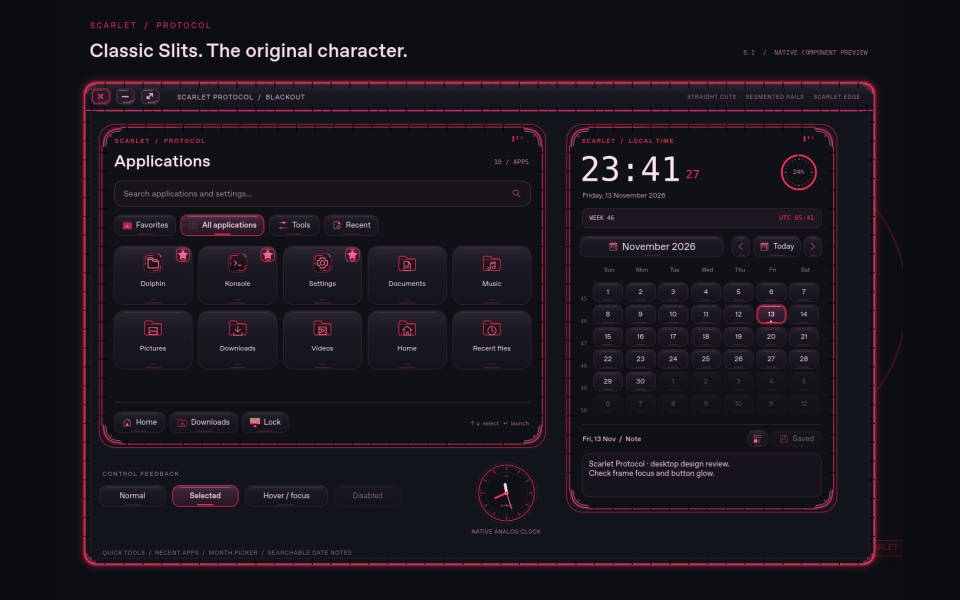 SCARLET / PROTOCOL
Classic Slits. The original character.
8.1 / NATIVE COMPONENT PREVIEW
SCARLET PROTOCOL / BLACKOUT
STRAIGHT CUTS · SEGMENTED RAILS · SCARLET EDGE
SCARLET / PROTOCOL
Applications
10 / APPS
Search applications and settings...
Favorites All applications Tools Recent
Dolphin Konsole Settings Documents Music
Pictures Downloads Videos Home Recent files
Home Downloads Lock
↑↓ select ↵ launch
CONTROL FEEDBACK
Normal Selected Hover / focus Disabled
NATIVE ANALOG CLOCK
QUICK TOOLS / RECENT APPS / MONTH PICKER / SEARCHABLE DATE NOTES
SCARLET / LOCAL TIME
23:41 27
24h
Friday, 13 November 2026
WEEK 46 UTC 05:41
November 2026 Today
Sun Mon Tue Wed Thu Fri Sat
45 1 2 3 4 5 6 7
46 8 9 10 11 12 13 14
47 15 16 17 18 19 20 21
48 22 23 24 25 26 27 28
49 29 30 1 2 3 4 5
50 6 7 8 9 10 11 12
Fri, 13 Nov / Note
Saved
Scarlet Protocol · desktop design review.
Check frame focus and button glow.